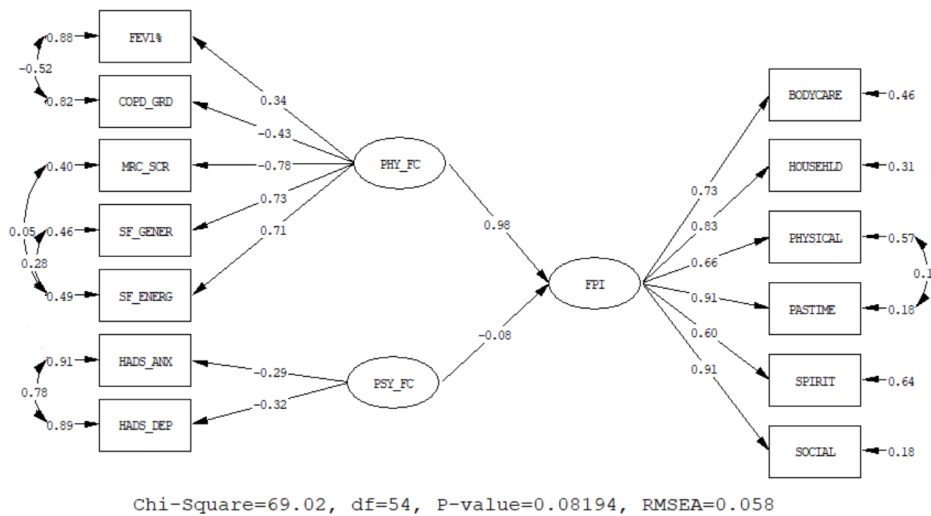 0.88
FEV1%
-0.52
0.82
COPD_GRD
0.34
-0.43
0.40
MRC_SCR
-0.78
PHY_FC
0.73
0.05
0.46
SF_GENER
0.71
0.28
0.49
SF_ENERG
0.98
0.91
HADS_ANX
-0.29
0.78
PSY_FC
-0.32
0.89
HADS_DEP
-0.08
FPI
BODYCARE
0.46
0.73
HOUSEHLD
0.31
0.83
PHYSICAL
0.57
0.66
0.1
0.91
PASTIME
0.18
0.60
SPIRIT
0.64
0.91
SOCIAL
0.18
Chi-Square=69.02, df=54, P-value=0.08194, RMSEA=0.058